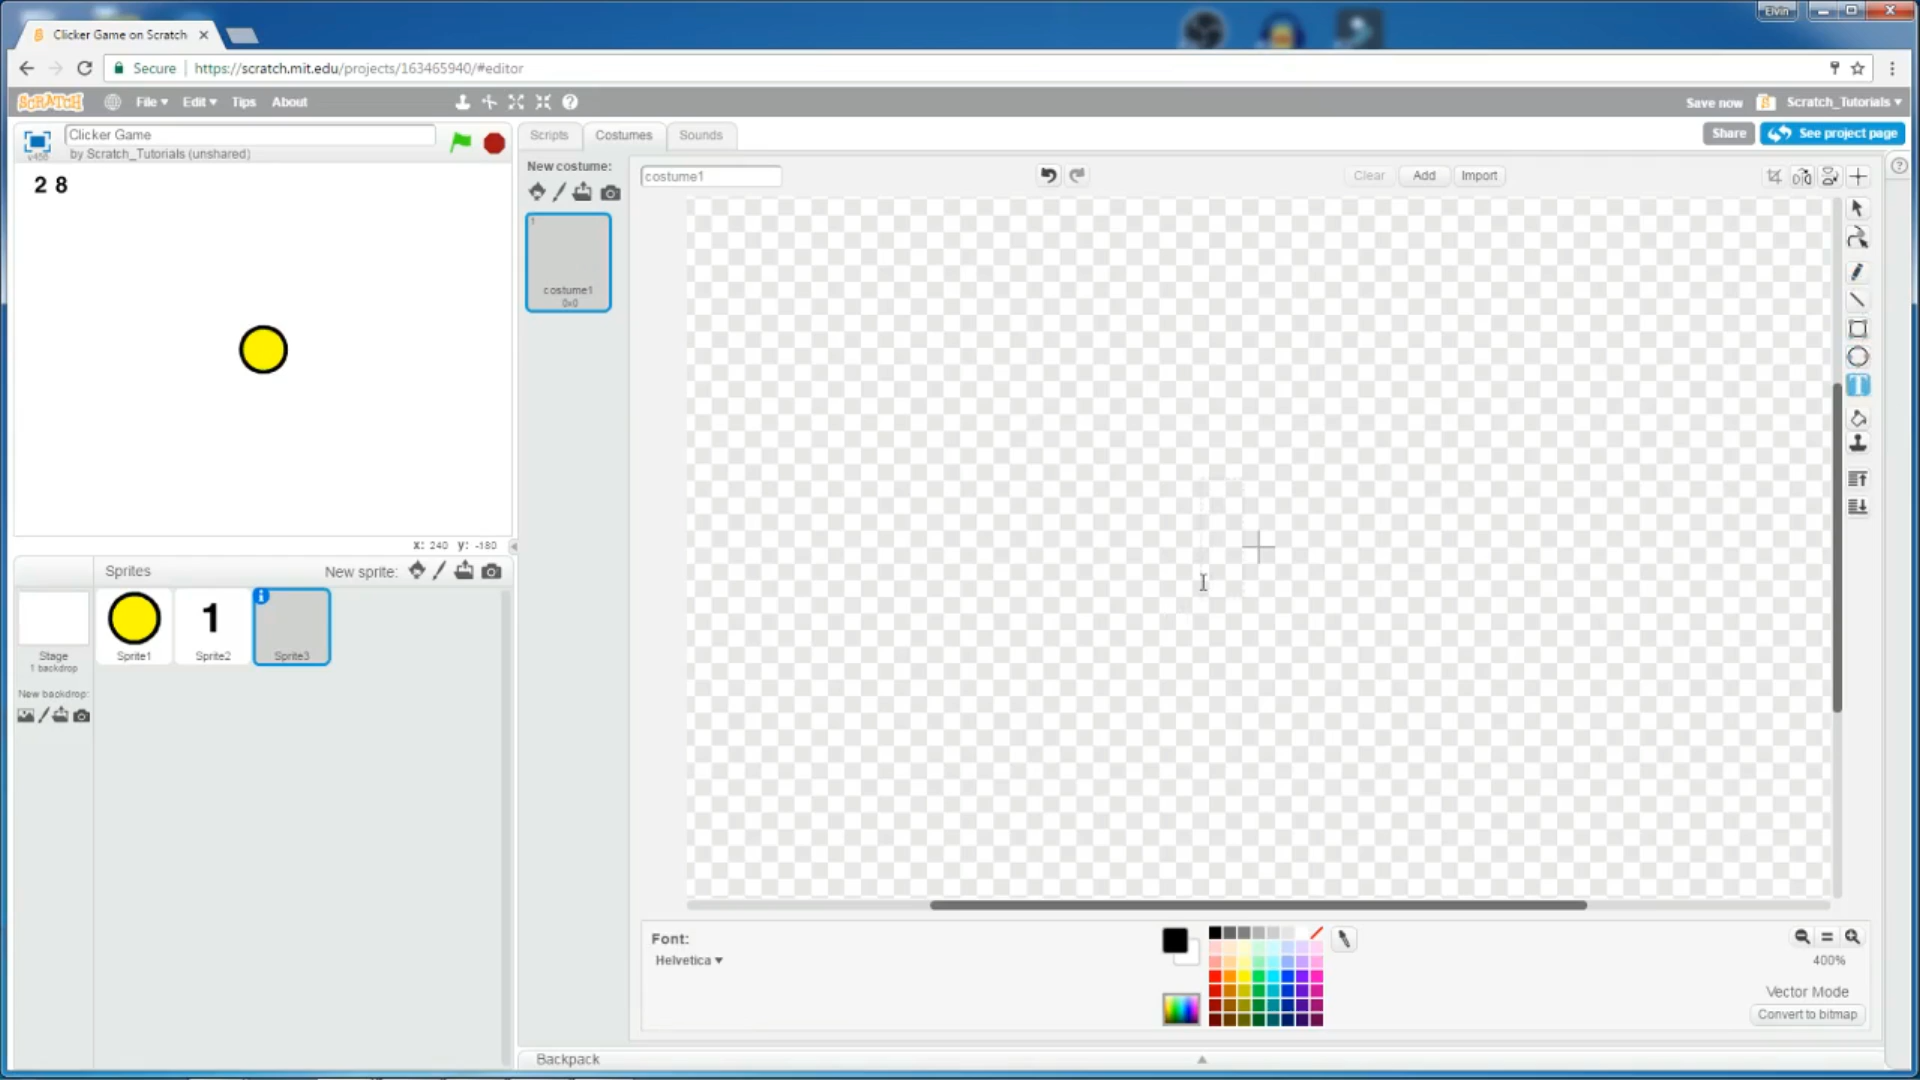 Elvin
Clicker Game on Scratch
Secure https://scratch.mit.edu/projects/163465940/#editor
SCRATCH File Edit Tips About Save now Scratch_Tutorials
Clicker Game
by Scratch_Tutorials (unshared)
Scripts Costumes Sounds
Share See project page
2 8
New costume:
costume1
Clear Add Import
1
costume1
0x0
T
x: 240 y: -180
Sprites
New sprite:
1
Stage
1 backdrop
Sprite1
Sprite2
Sprite3
New backdrop:
Font:
Helvetica
400%
Vector Mode
Convert to bitmap
Backpack